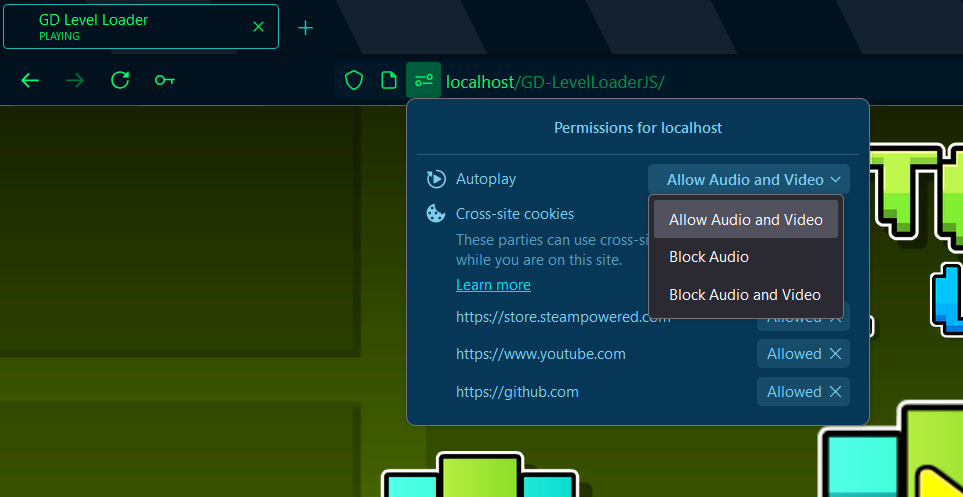 GD Level Loader
PLAYING
localhost/GD-LevelLoaderJS/
Permissions for localhost
Autoplay
Allow Audio and Video
Allow Audio and Video
Block Audio
Block Audio and Video
Cross-site cookies
These parties can use cross-si
while you are on this site.
Learn more
https://store.steampowered.com
Allowed
https://www.youtube.com
Allowed
https://github.com
Allowed